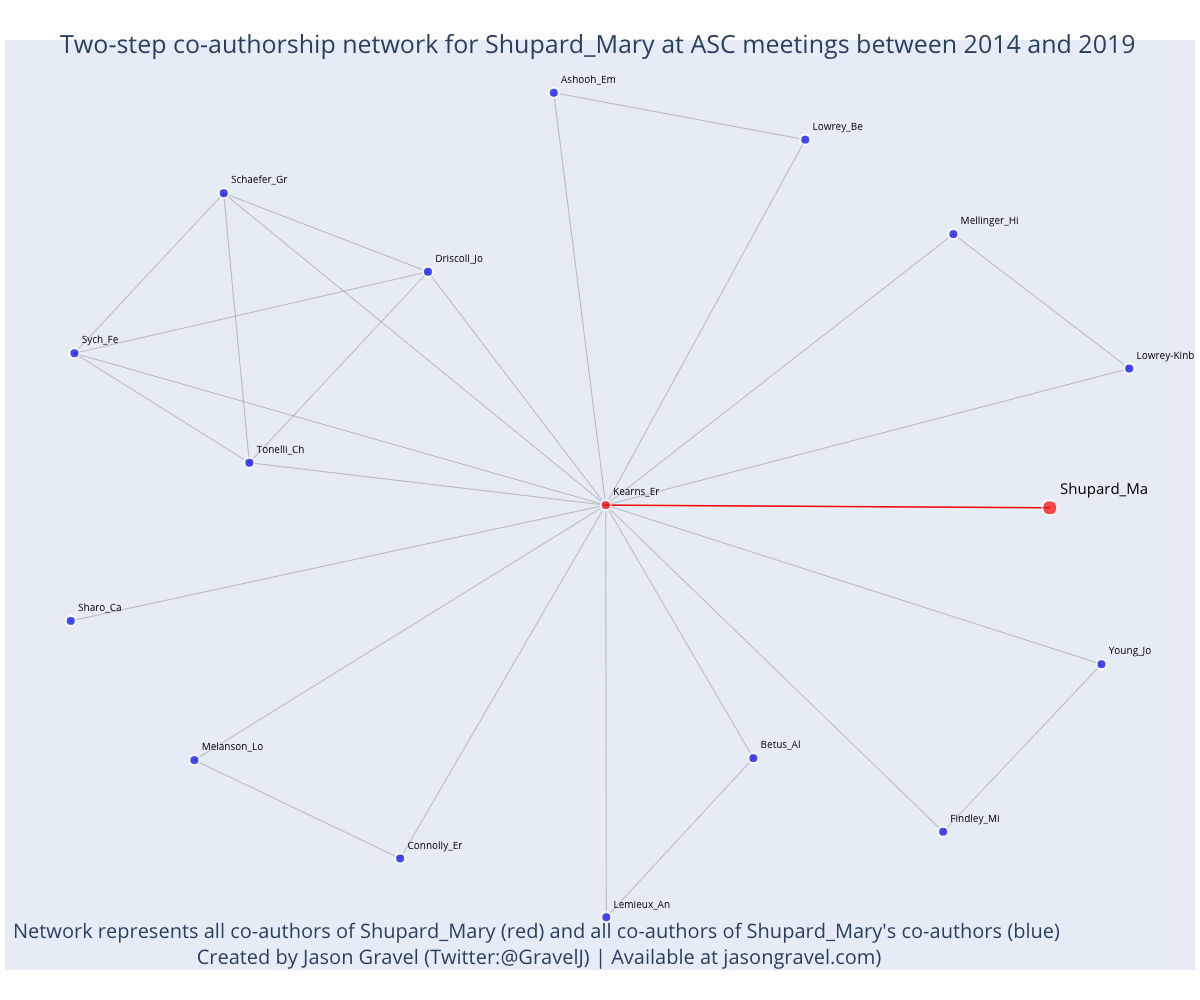 Two-step co-authorship network for Shupard_Mary at ASC meetings between 2014 and 2019
Ashooh_Em
Lowrey_Be
Schaefer_Gr
Mellinger_Hi
Driscoll_Jo
Sych_Fe
Lowrey-Kinb
Tonelli_Ch
Kearns_Er
Shupard_Ma
Sharo_Ca
Young_Jo
Melanson_Lo
Betus_Al
Findley_Mi
Connolly_Er
Lemieux_An
Network represents all co-authors of Shupard_Mary (red) and all co-authors of Shupard_Mary's co-authors (blue)
Created by Jason Gravel (Twitter:@GravelJ) | Available at jasongravel.com)